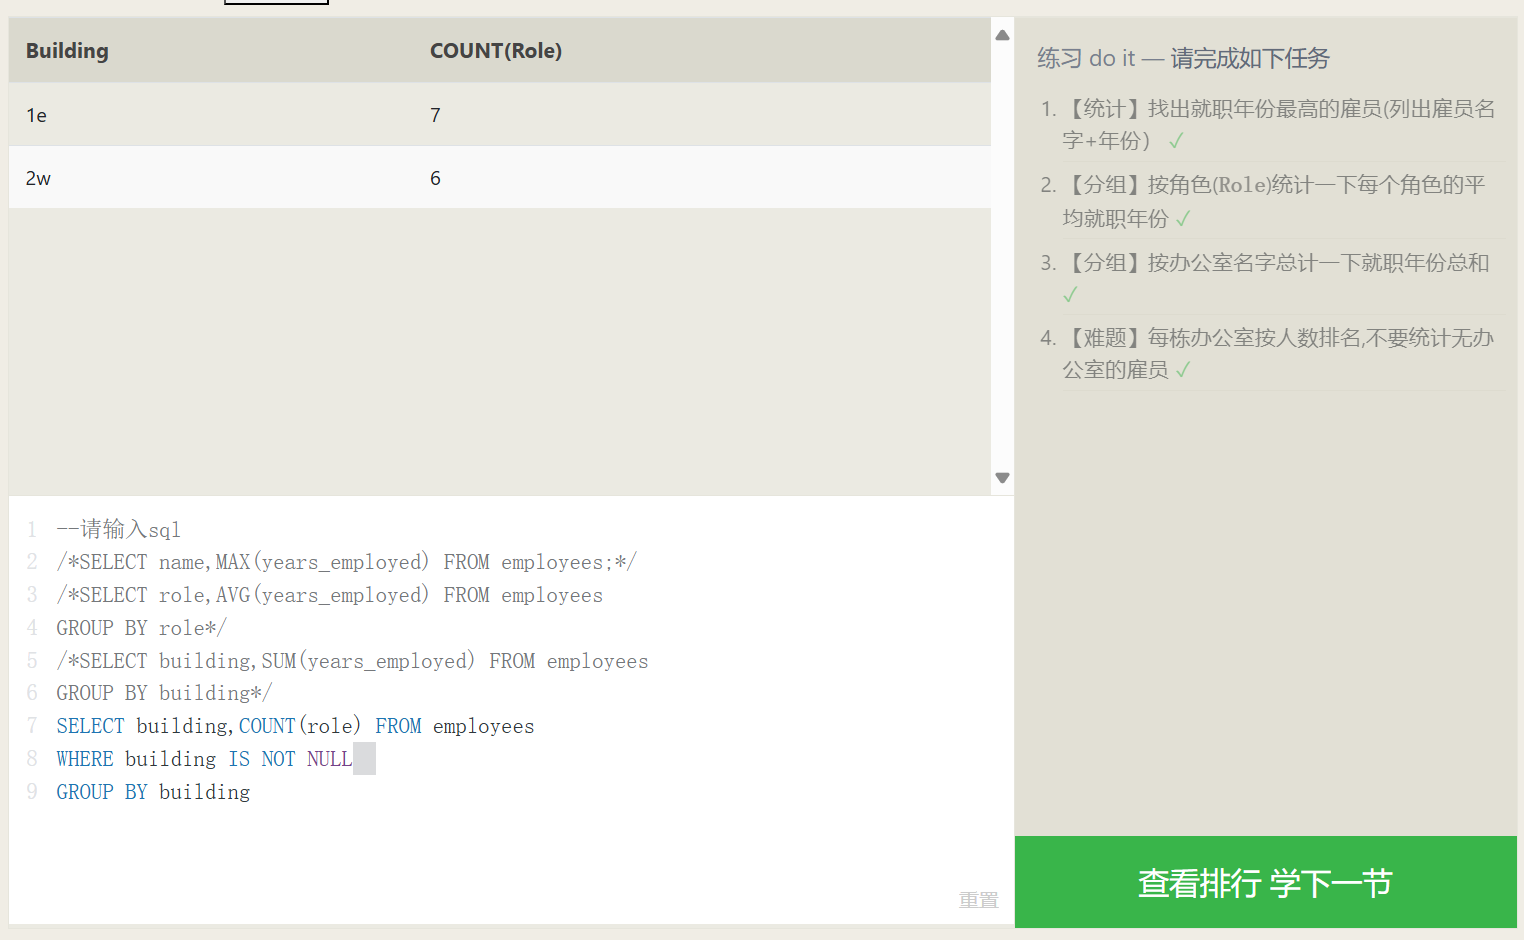 Building COUNT(Role)
1e 7
2w 6
1 --请输入sql
2 /*SELECT name,MAX(years_employed) FROM employees;*/
3 /*SELECT role,AVG(years_employed) FROM employees
4 GROUP BY role*/
5 /*SELECT building,SUM(years_employed) FROM employees
6 GROUP BY building*/
7 SELECT building,COUNT(role) FROM employees
8 WHERE building IS NOT NULL
9 GROUP BY building
重置
练习 do it — 请完成如下任务
1. 【统计】找出就职年份最高的雇员(列出雇员名
字+年份） ✓
2. 【分组】按角色(Role)统计一下每个角色的平
均就职年份 ✓
3. 【分组】按办公室名字总计一下就职年份总和
✓
4. 【难题】每栋办公室按人数排名,不要统计无办
公室的雇员 ✓
查看排行 学下一节